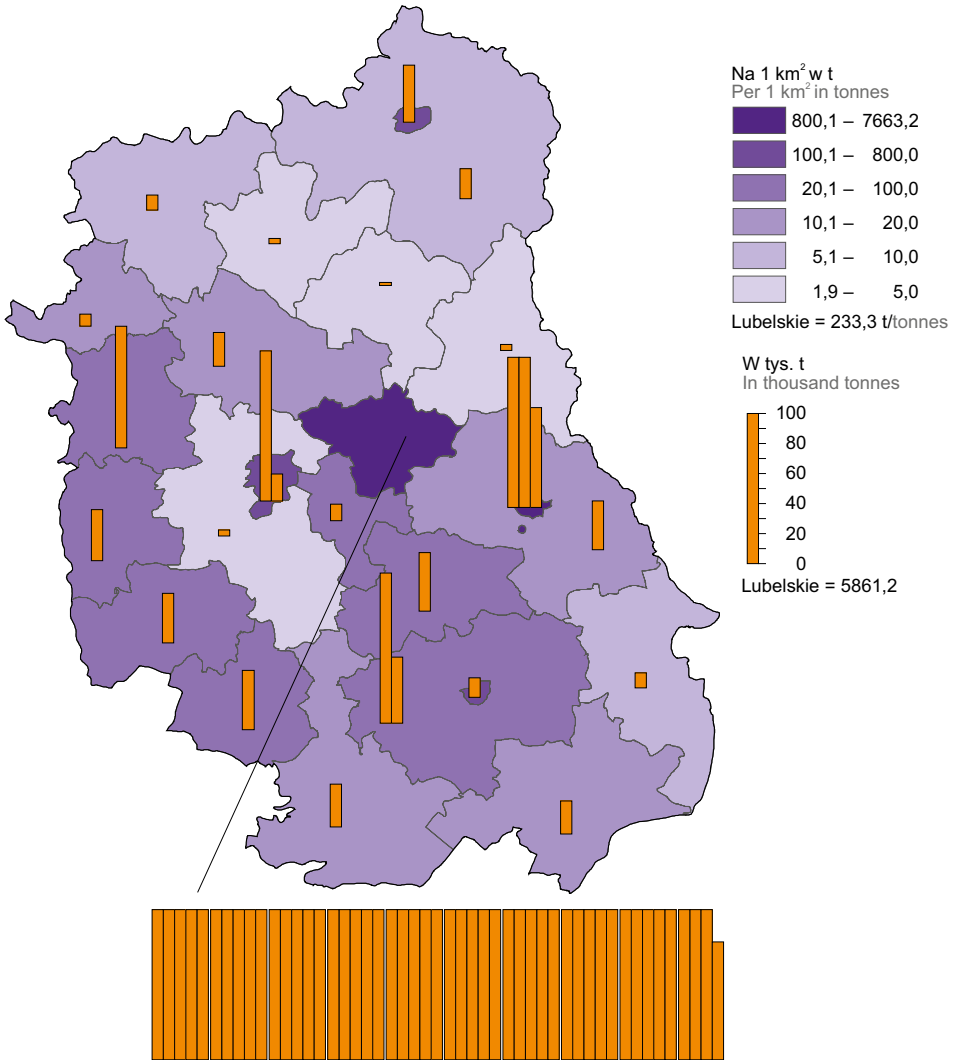 Na 1 km² w t
Per 1 km² in tonnes
800,1 – 7663,2
100,1 – 800,0
20,1 – 100,0
10,1 – 20,0
5,1 – 10,0
1,9 – 5,0
Lubelskie = 233,3 t/tonnes
W tys. t
In thousand tonnes
100
80
60
40
20
0
Lubelskie = 5861,2